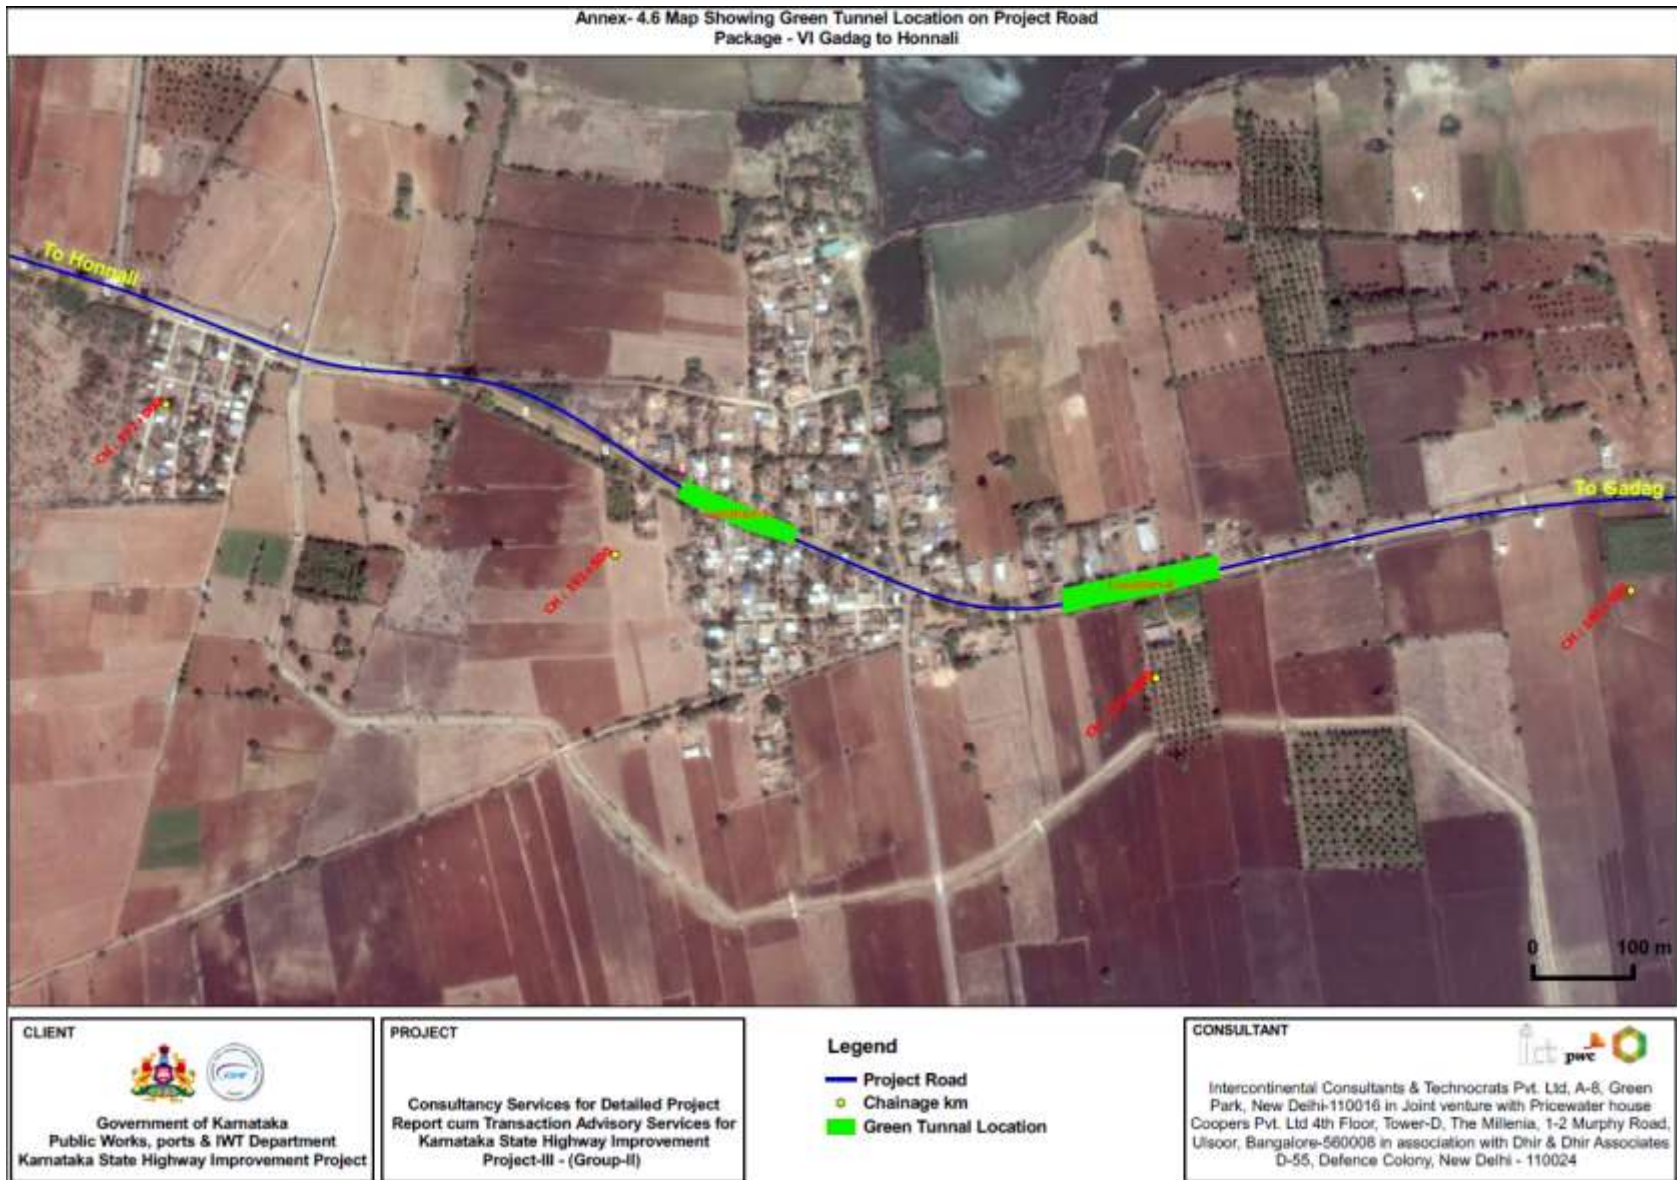 Annex- 4.6 Map Showing Green Tunnel Location on Project Road
Package - VI Gadag to Honnali
To Honnali
To Gadag
0 100 m
CLIENT
Government of Karnataka
Public Works, ports & IWT Department
Karnataka State Highway Improvement Project
PROJECT
Consultancy Services for Detailed Project
Report cum Transaction Advisory Services for
Karnataka State Highway Improvement
Project-III - (Group-II)
Legend
Project Road
Chainage km
Green Tunnal Location
CONSULTANT
ict pwc
Intercontinental Consultants & Technocrats Pvt. Ltd, A-8, Green
Park, New Delhi-110016 in Joint venture with Pricewater house
Coopers Pvt. Ltd 4th Floor, Tower-D, The Millenia, 1-2 Murphy Road,
Ulsoor, Bangalore-560008 in association with Dhir & Dhir Associates
D-55, Defence Colony, New Delhi - 110024